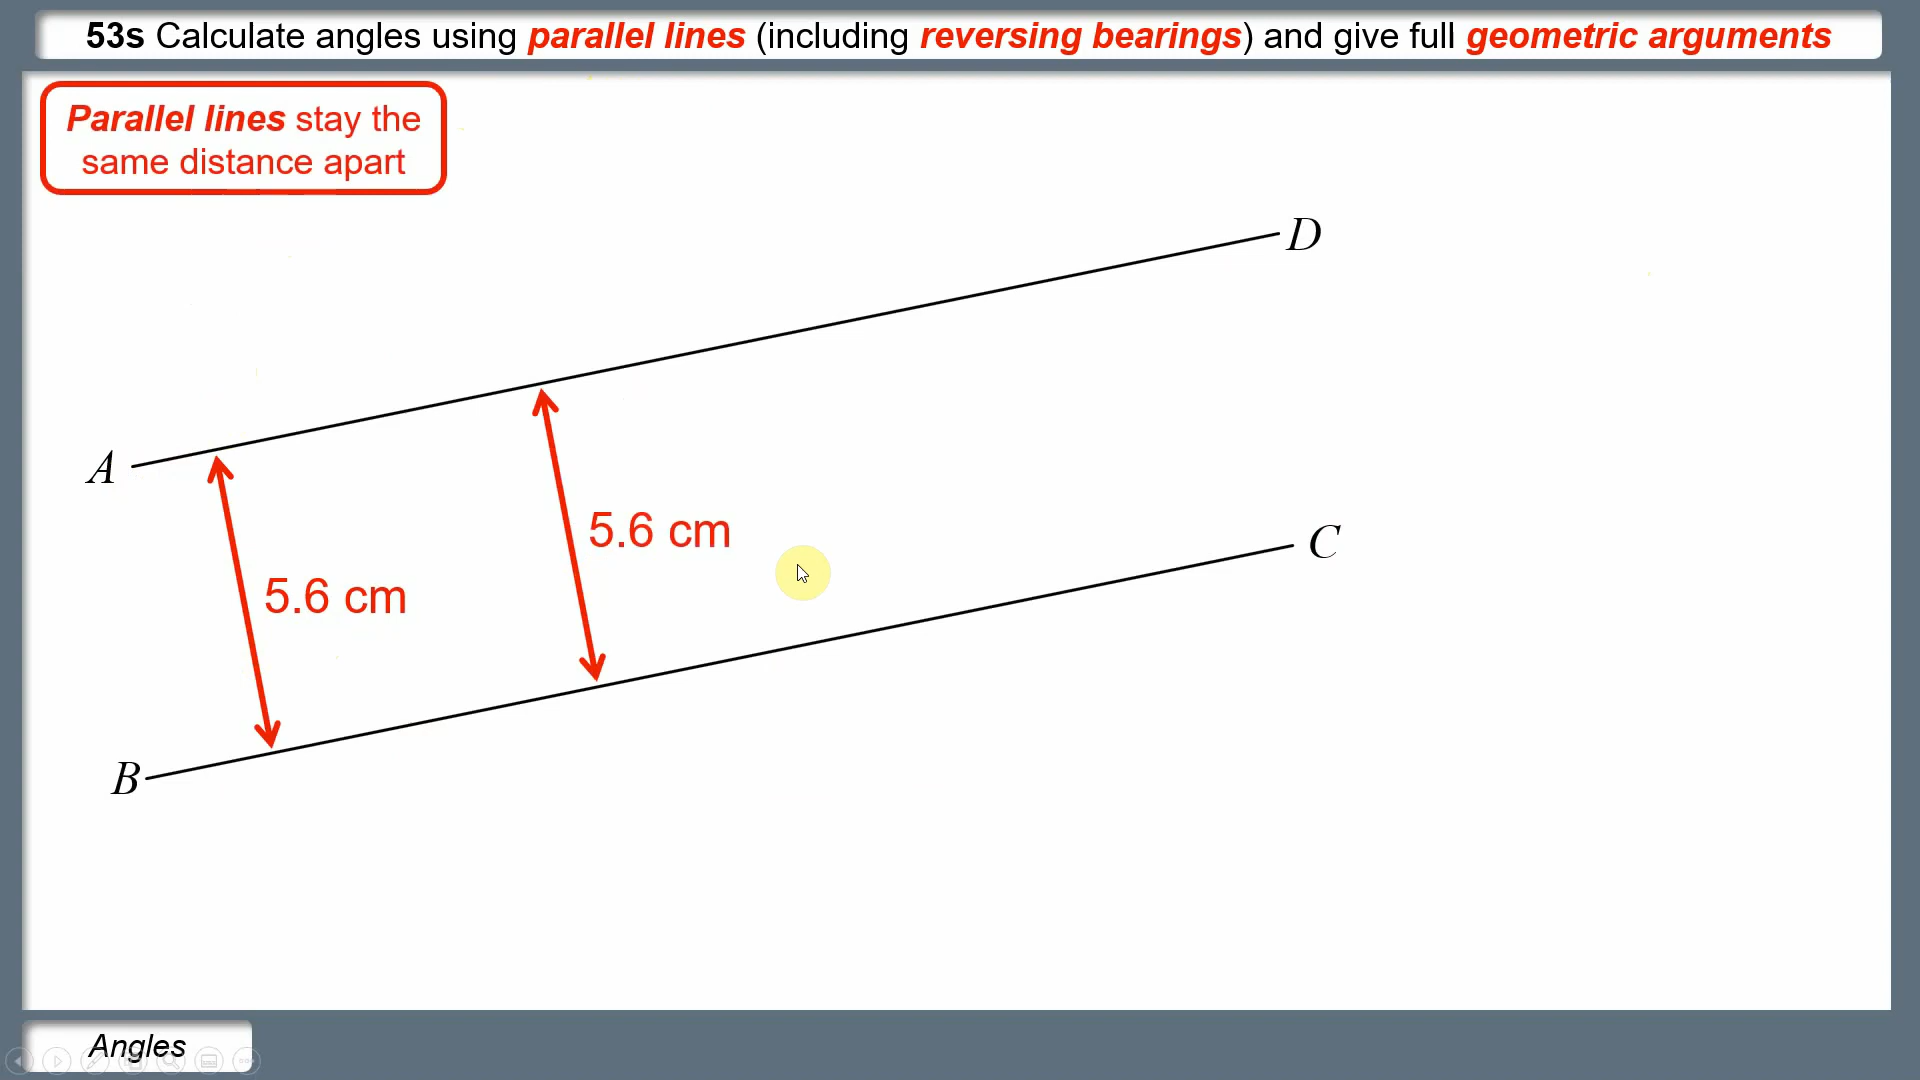 53s Calculate angles using parallel lines (including reversing bearings) and give full geometric arguments
Parallel lines stay the
same distance apart
D
A
5.6 cm
C
5.6 cm
B
Angles